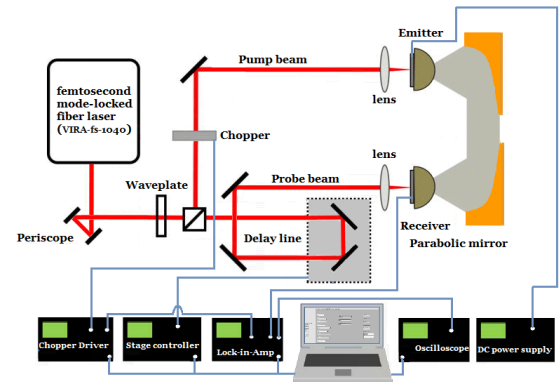 Emitter
Pump beam
femtosecond
mode-locked
fiber laser
(VIRA-fs-1040)
lens
Chopper
lens
Waveplate
Probe beam
Receiver
Periscope
Delay line
Parabolic mirror
Chopper Driver
Stage controller
Lock-in-Amp
Oscilloscope
DC power supply